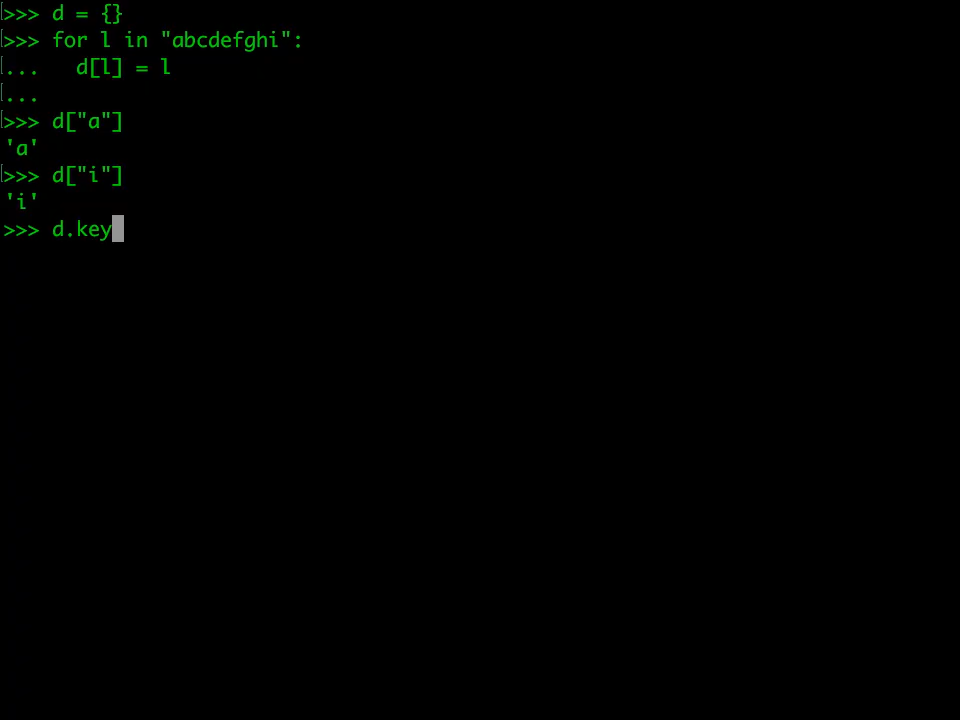 >>> d = {}
>>> for l in "abcdefghi":
...   d[l] = l
...
>>> d["a"]
'a'
>>> d["i"]
'i'
>>> d.key